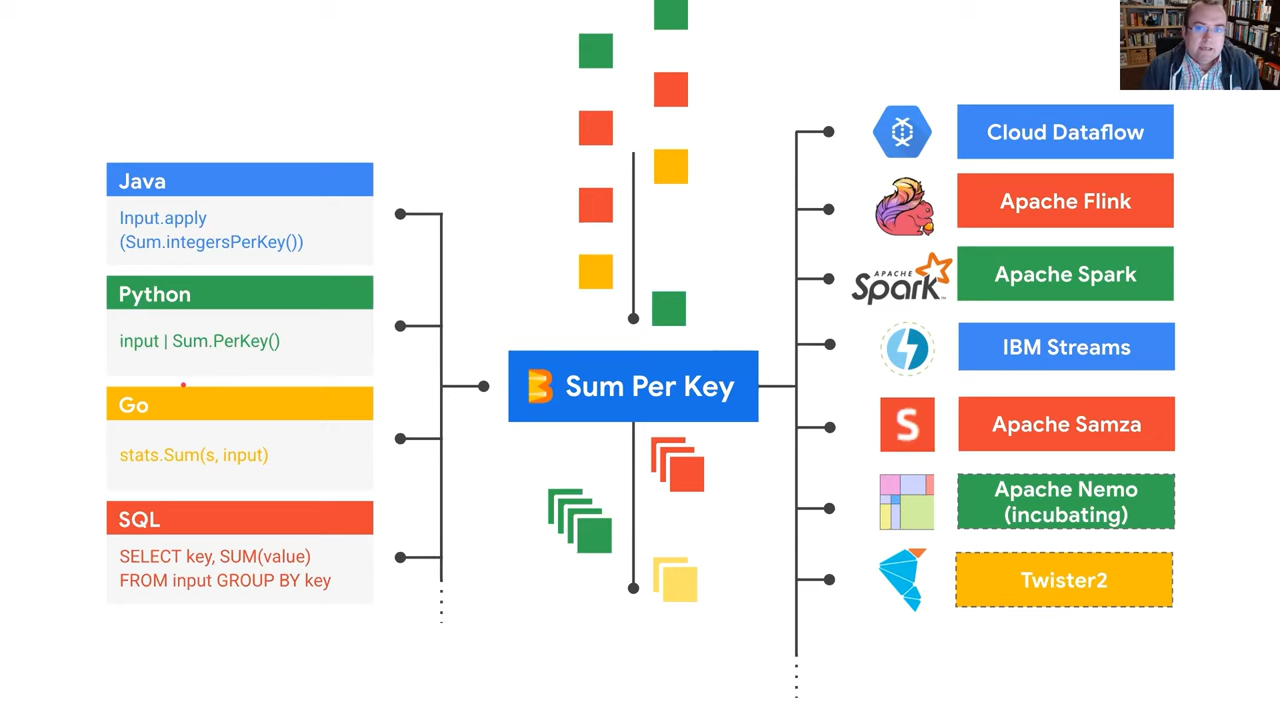 Java
Input.apply
(Sum.integersPerKey())
Python
input | Sum.PerKey()
Go
stats.Sum(s, input)
SQL
SELECT key, SUM(value)
FROM input GROUP BY key
Sum Per Key
Cloud Dataflow
Apache Flink
APACHE
Spark™
Apache Spark
IBM Streams
S
Apache Samza
Apache Nemo
(incubating)
Twister2